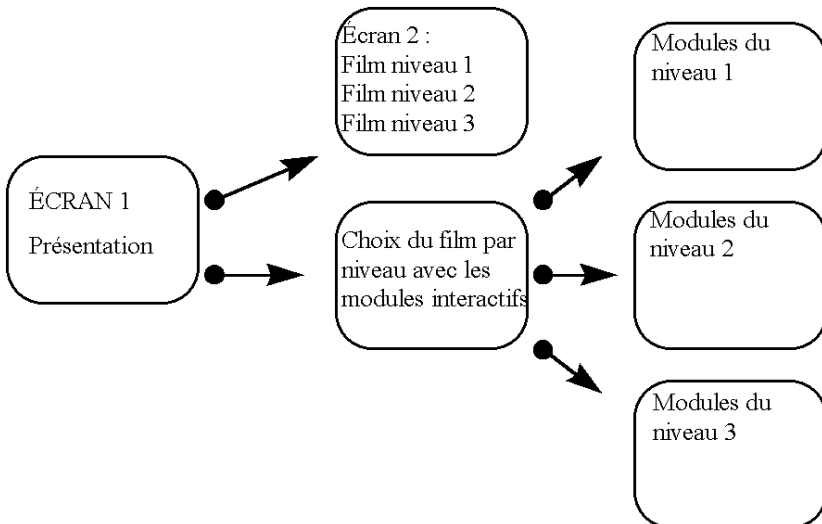 ÉCRAN 1
Présentation
Écran 2 :
Film niveau 1
Film niveau 2
Film niveau 3
Choix du film par
niveau avec les
modules interactifs
Modules du
niveau 1
Modules du
niveau 2
Modules du
niveau 3